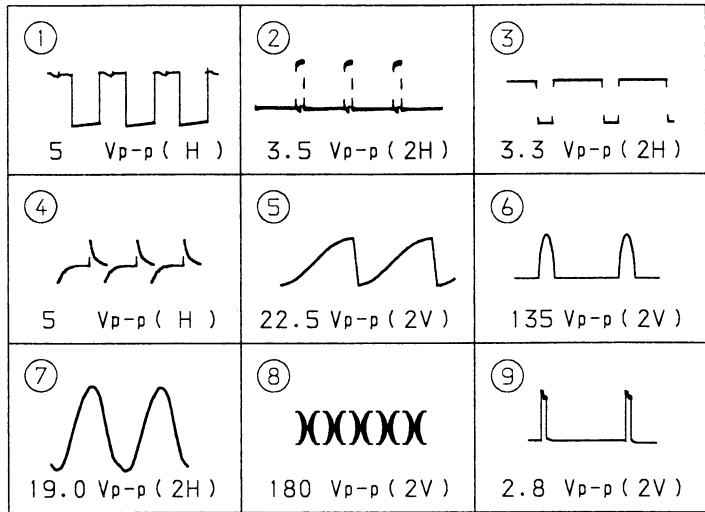 ①
②
③
5 Vp-p ( H )
3.5 Vp-p (2H)
3.3 Vp-p (2H)
④
⑤
⑥
5 Vp-p ( H )
22.5 Vp-p (2V)
135 Vp-p (2V)
⑦
⑧
⑨
19.0 Vp-p (2H)
180 Vp-p (2V)
2.8 Vp-p (2V)